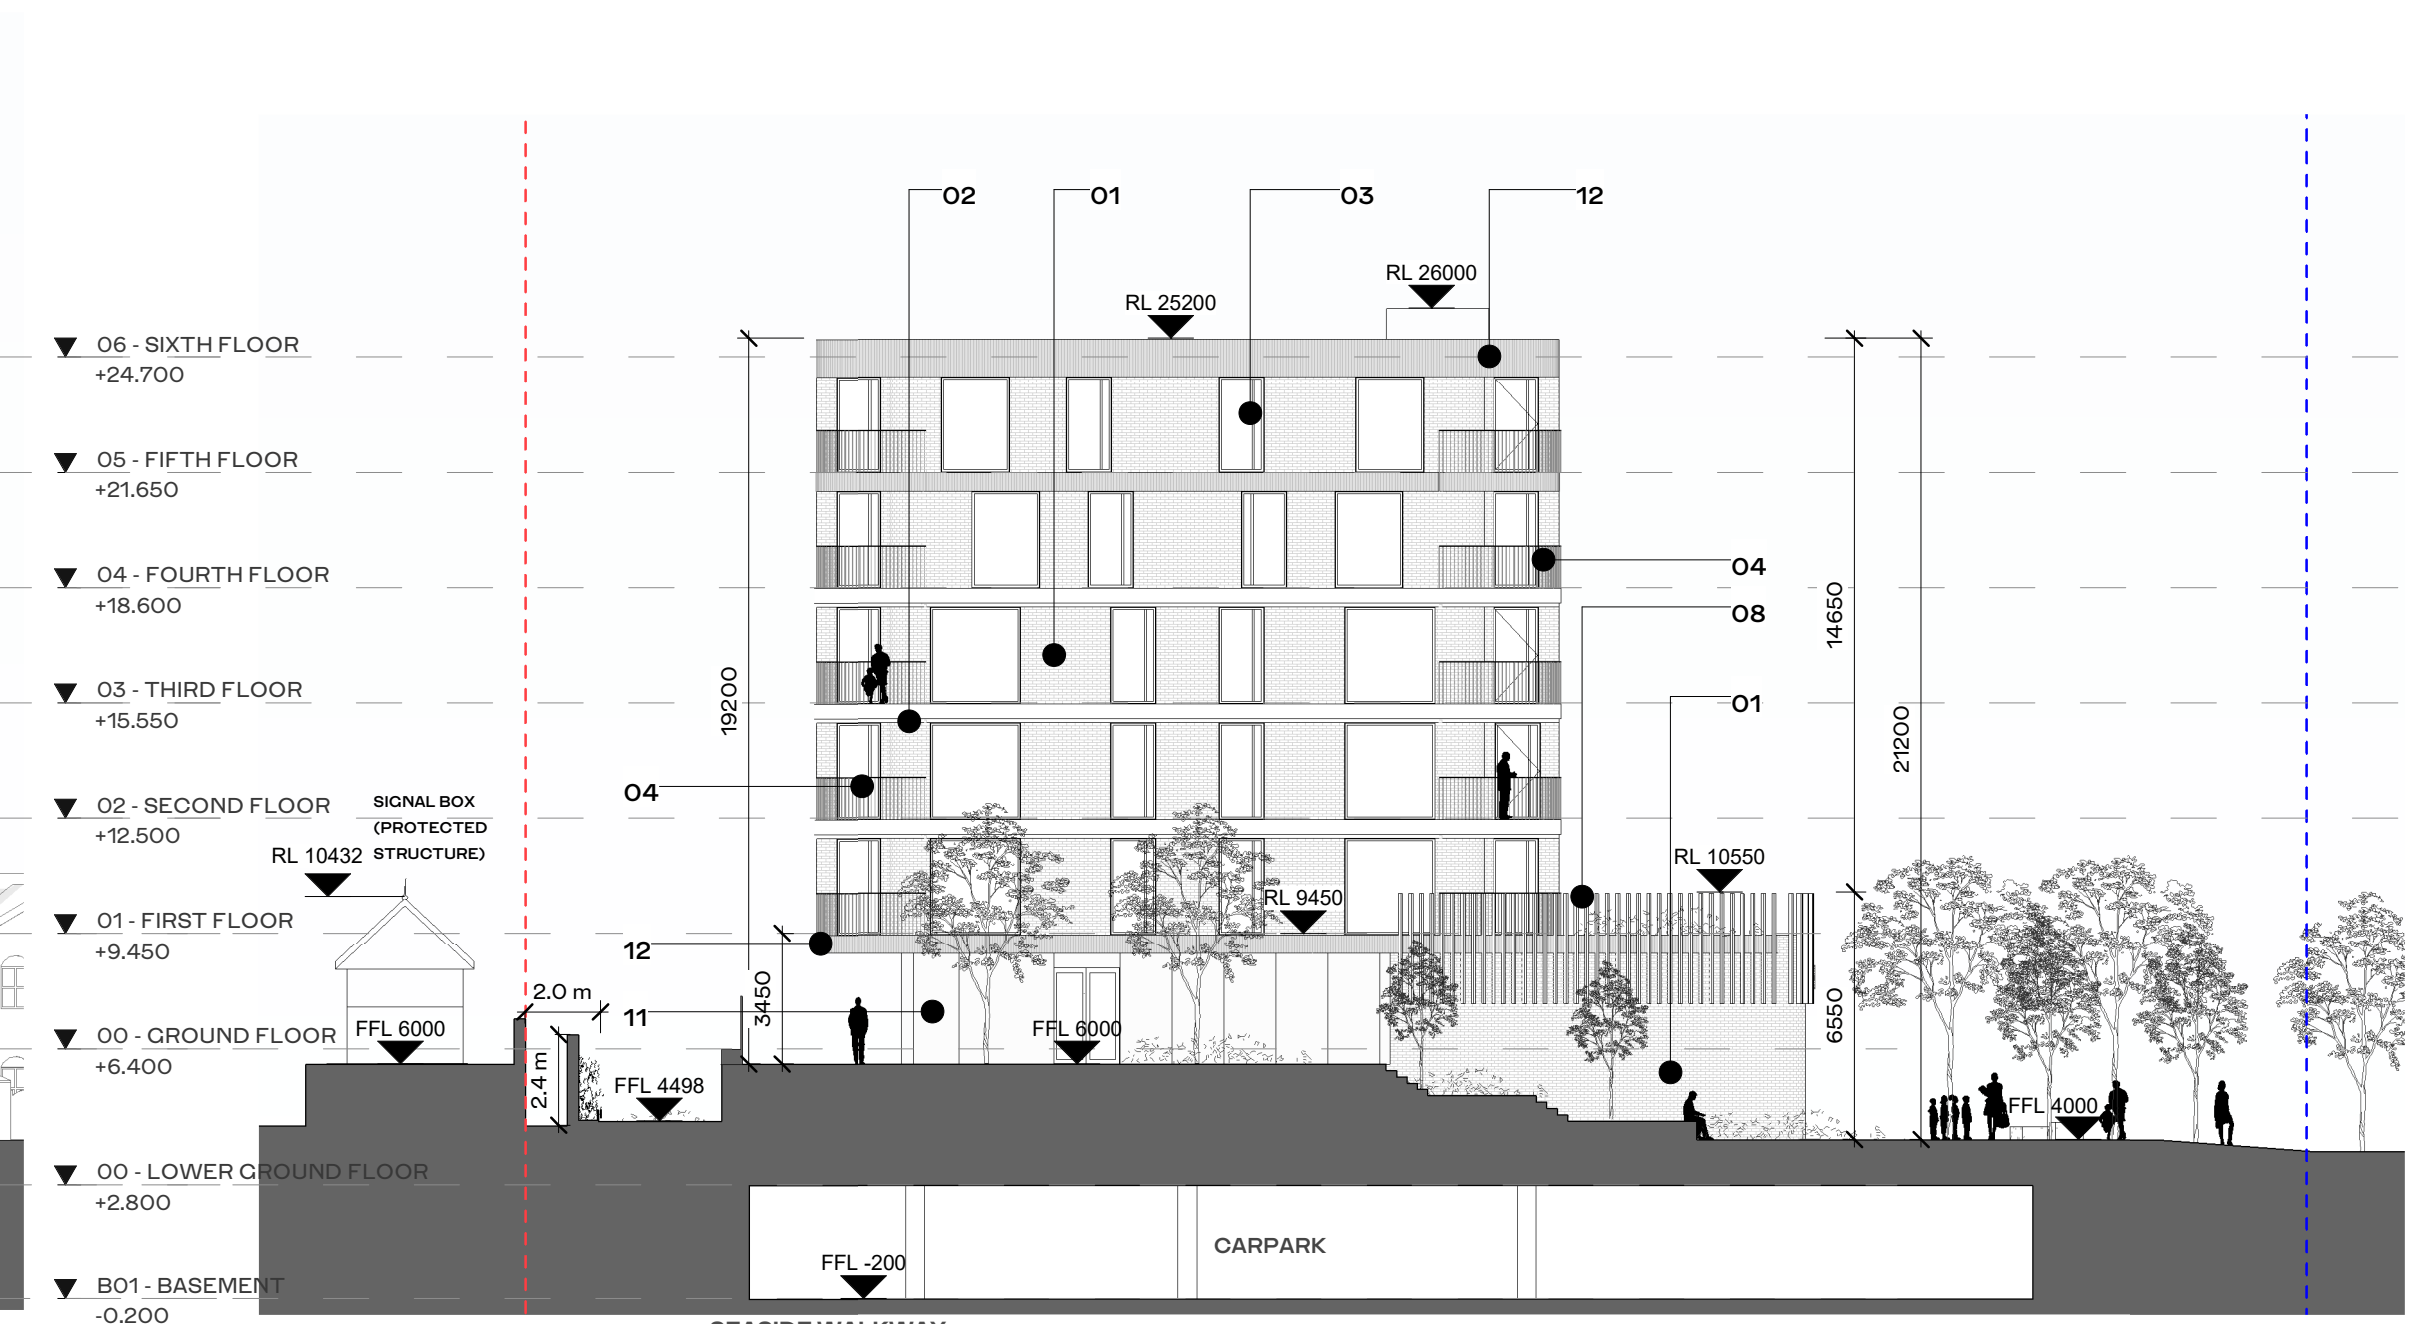 02
01
03
12
RL 26000
RL 25200
06 - SIXTH FLOOR
+24.700
05 - FIFTH FLOOR
+21.650
04 - FOURTH FLOOR
+18.600
03 - THIRD FLOOR
+15.550
02 - SECOND FLOOR
+12.500
01 - FIRST FLOOR
+9.450
00 - GROUND FLOOR
+6.400
00 - LOWER GROUND FLOOR
+2.800
B01 - BASEMENT
-0.200
SIGNAL BOX
(PROTECTED
STRUCTURE)
RL 10432
FFL 6000
2.0 m
2.4 m
FFL 4498
04
12
11
19200
3450
FFL 6000
RL 9450
04
08
01
RL 10550
14650
21200
6550
FFL 4000
CARPARK
FFL -200
SEASIDE WALKWAY